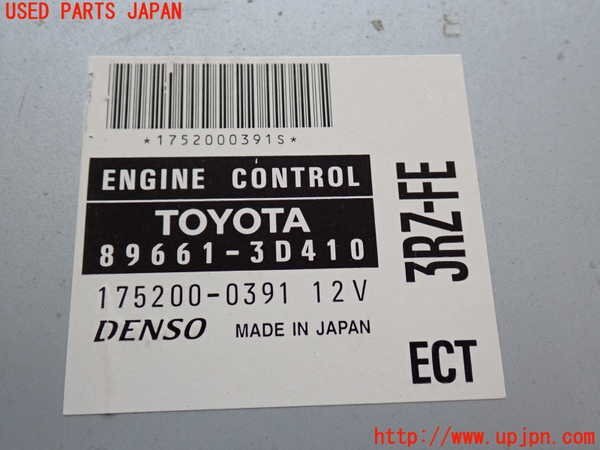 USED PARTS JAPAN
*1752000391S*
ENGINE CONTROL
TOYOTA
89661-3D410
175200-0391 12V
DENSO MADE IN JAPAN
3RZ-FE
ECT
http://www.upjpn.com/